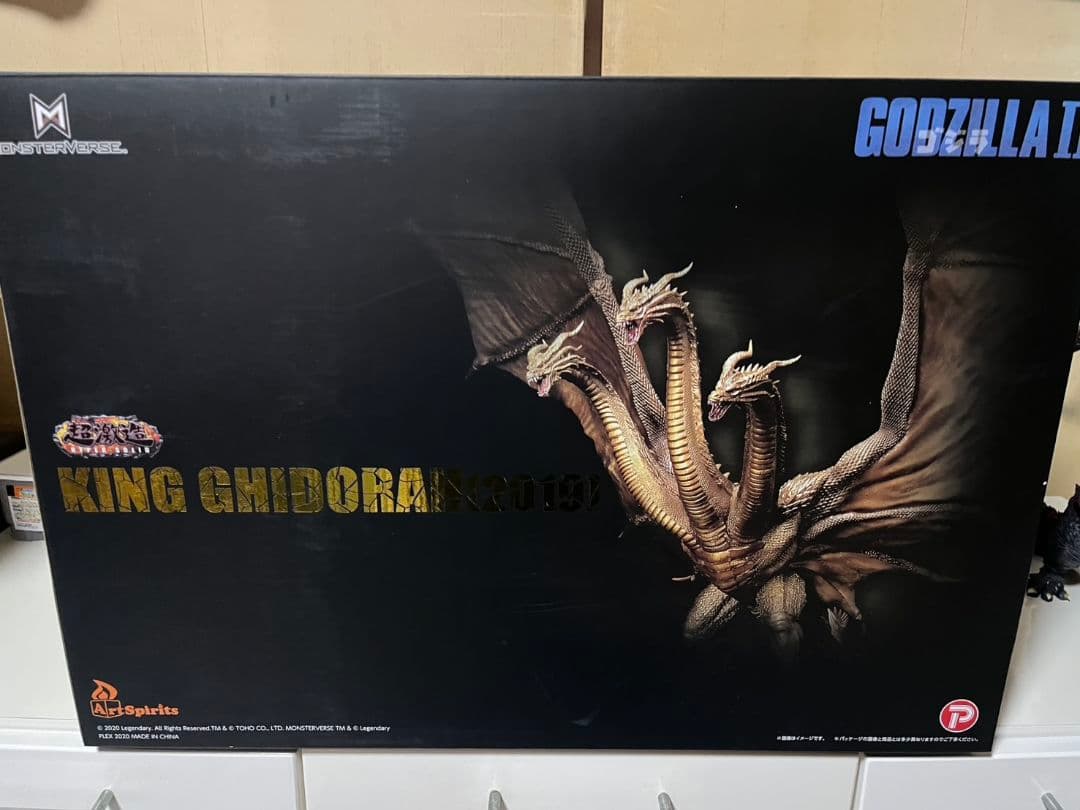 M
ONSTERVERSE
GODZILLA II
ゴジラ
超激造
KING GHIDORAH(2019)
ArtSpirits
© 2020 Legendary. All Rights Reserved.TM & © TOHO CO., LTD. MONSTERVERSE TM & © Legendary
PLEX 2020 MADE IN CHINA
※画像はイメージです。 ※パッケージの画像と商品とは多少異なりますのでご了承ください。
P